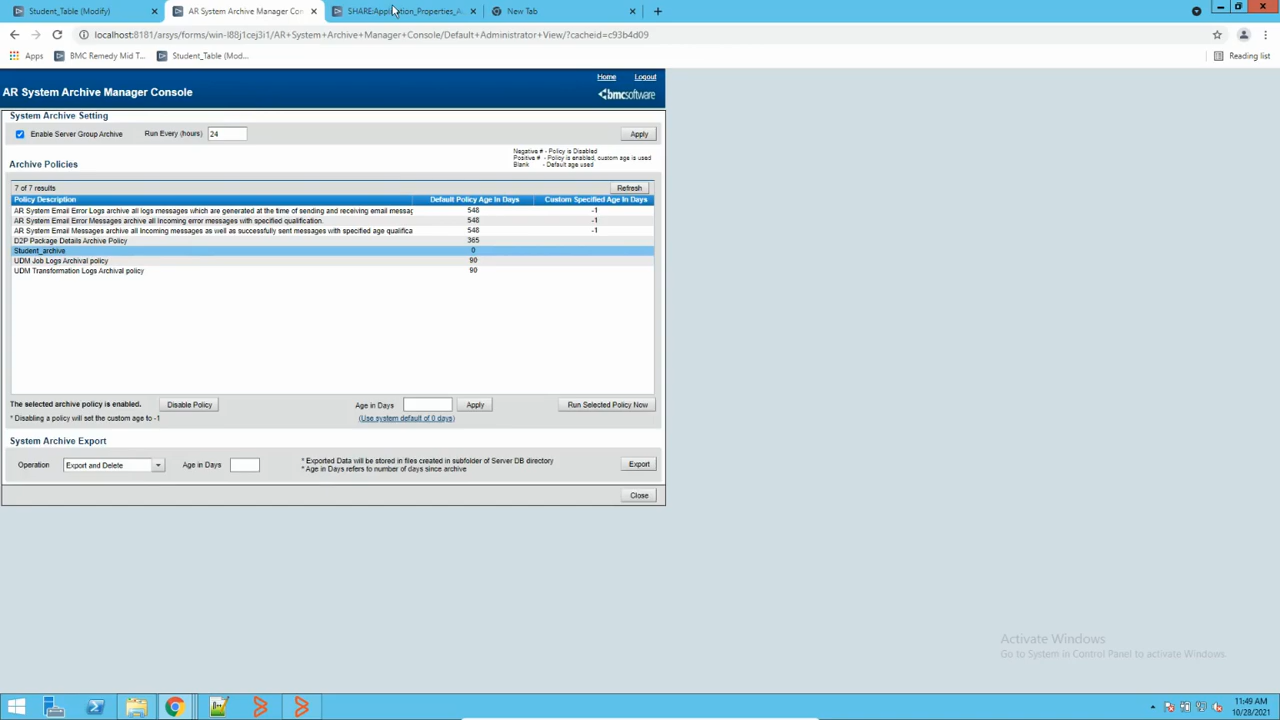 Student_Table (Modify)
AR System Archive Manager Con
SHARE:Application_Properties_A
New Tab
localhost:8181/arsys/forms/win-l88j1cej3i1/AR+System+Archive+Manager+Console/Default+Administrator+View/?cacheid=c93b4d09
Apps
BMC Remedy Mid T...
Student_Table (Mod...
Reading list
Home
Logout
AR System Archive Manager Console
bmcsoftware
System Archive Setting
Enable Server Group Archive
Run Every (hours)
24
Apply
Negative # - Policy is Disabled
Positive # - Policy is enabled, custom age is used
Blank - Default age used
Archive Policies
7 of 7 results
Refresh
Policy Description
Default Policy Age In Days
Custom Specified Age In Days
AR System Email Error Logs archive all logs messages which are generated at the time of sending and receiving email messag 548 -1
AR System Email Error Messages archive all Incoming error messages with specified qualification. 548 -1
AR System Email Messages archive all Incoming messages as well as successfully sent messages with specified age qualifica 548 -1
D2P Package Details Archive Policy 365
Student_archive 0
UDM Job Logs Archival policy 90
UDM Transformation Logs Archival policy 90
The selected archive policy is enabled.
Disable Policy
Age in Days
Apply
Run Selected Policy Now
* Disabling a policy will set the custom age to -1
(Use system default of 0 days)
System Archive Export
Operation
Export and Delete
Age in Days
* Exported Data will be stored in files created in subfolder of Server DB directory
* Age in Days refers to number of days since archive
Export
Close
Activate Windows
Go to System in Control Panel to activate Windows.
11:49 AM
10/28/2021